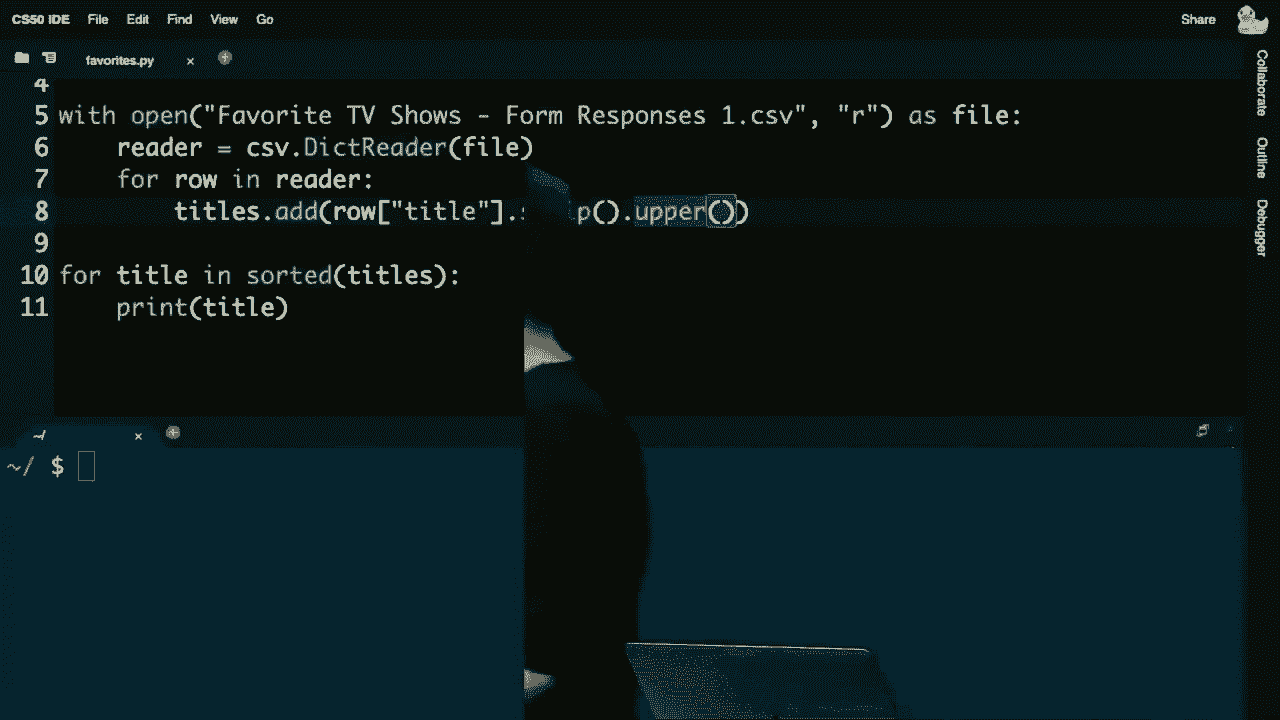 CS50 IDE File Edit Find View Go Share
favorites.py ×
4
5 with open("Favorite TV Shows - Form Responses 1.csv", "r") as file:
6 reader = csv.DictReader(file)
7 for row in reader:
8 titles.add(row["title"]. p().upper())
9
10 for title in sorted(titles):
11 print(title)
~/ ×
~/ $
Collaborate
Outline
Debugger